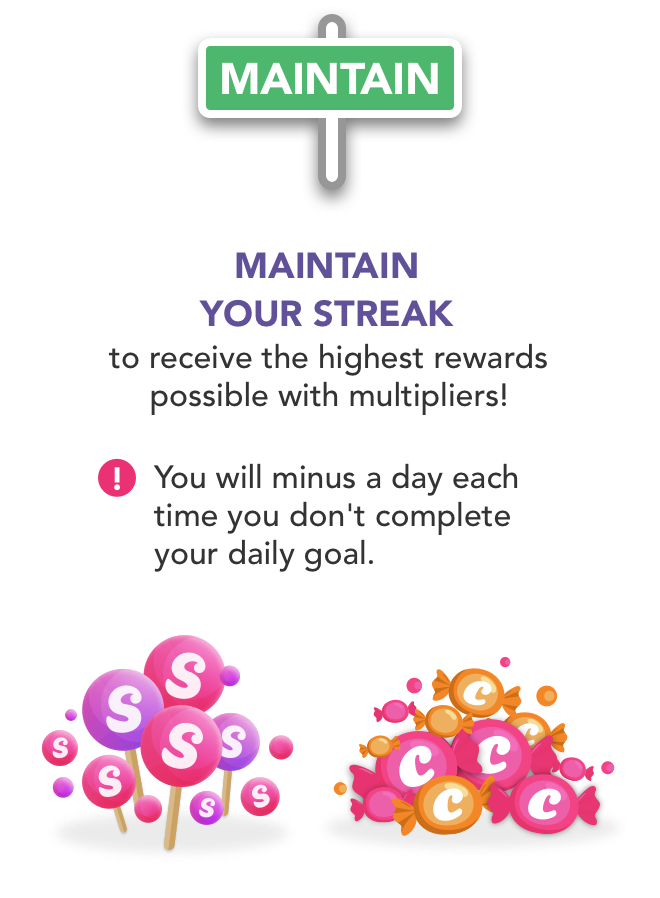 MAINTAIN
MAINTAIN
YOUR STREAK
to receive the highest rewards
possible with multipliers!
! You will minus a day each
time you don't complete
your daily goal.
S
S
S
S
S
S
S
S
C
C
C
C
C
C
C